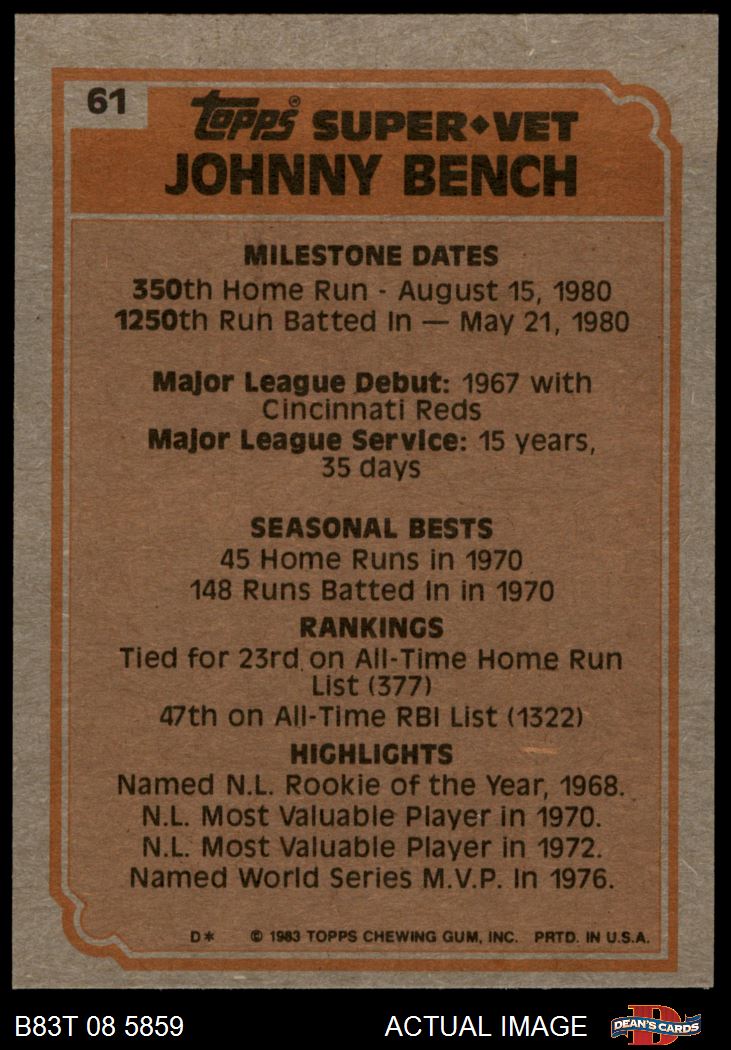 61
Topps® SUPER◆VET
JOHNNY BENCH
MILESTONE DATES
350th Home Run - August 15, 1980
1250th Run Batted In — May 21, 1980
Major League Debut: 1967 with
Cincinnati Reds
Major League Service: 15 years,
35 days
SEASONAL BESTS
45 Home Runs in 1970
148 Runs Batted In in 1970
RANKINGS
Tied for 23rd on All-Time Home Run
List (377)
47th on All-Time RBI List (1322)
HIGHLIGHTS
Named N.L. Rookie of the Year, 1968.
N.L. Most Valuable Player in 1970.
N.L. Most Valuable Player in 1972.
Named World Series M.V.P. In 1976.
D* © 1983 TOPPS CHEWING GUM, INC. PRTD. IN U.S.A.
B83T 08 5859 ACTUAL IMAGE D DEAN'S CARDS